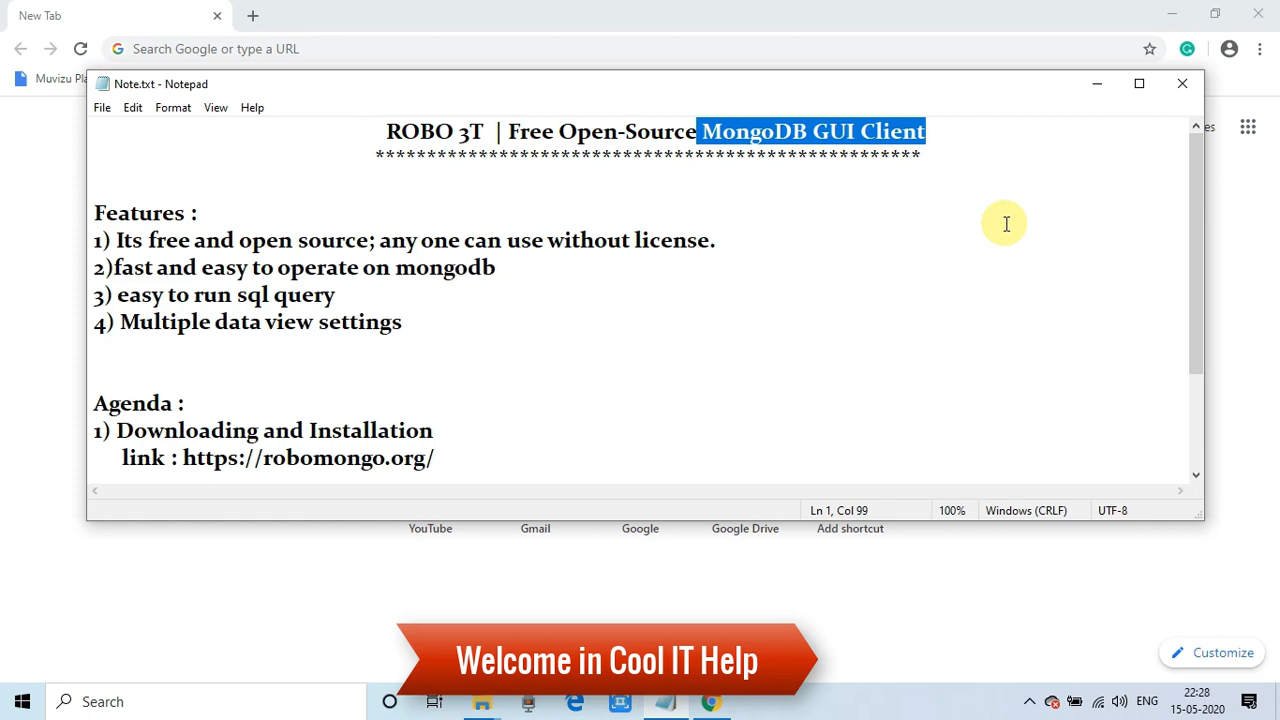 New Tab
Search Google or type a URL
Muvizu Pla
Note.txt - Notepad
File Edit Format View Help
ROBO 3T | Free Open-Source MongoDB GUI Client
****************************************************
Features :
1) Its free and open source; any one can use without license.
2)fast and easy to operate on mongodb
3) easy to run sql query
4) Multiple data view settings
Agenda :
1) Downloading and Installation
link : https://robomongo.org/
Ln 1, Col 99 100% Windows (CRLF) UTF-8
YouTube Gmail Google Google Drive Add shortcut
Welcome in Cool IT Help
Customize
Search
ENG
22:28
15-05-2020